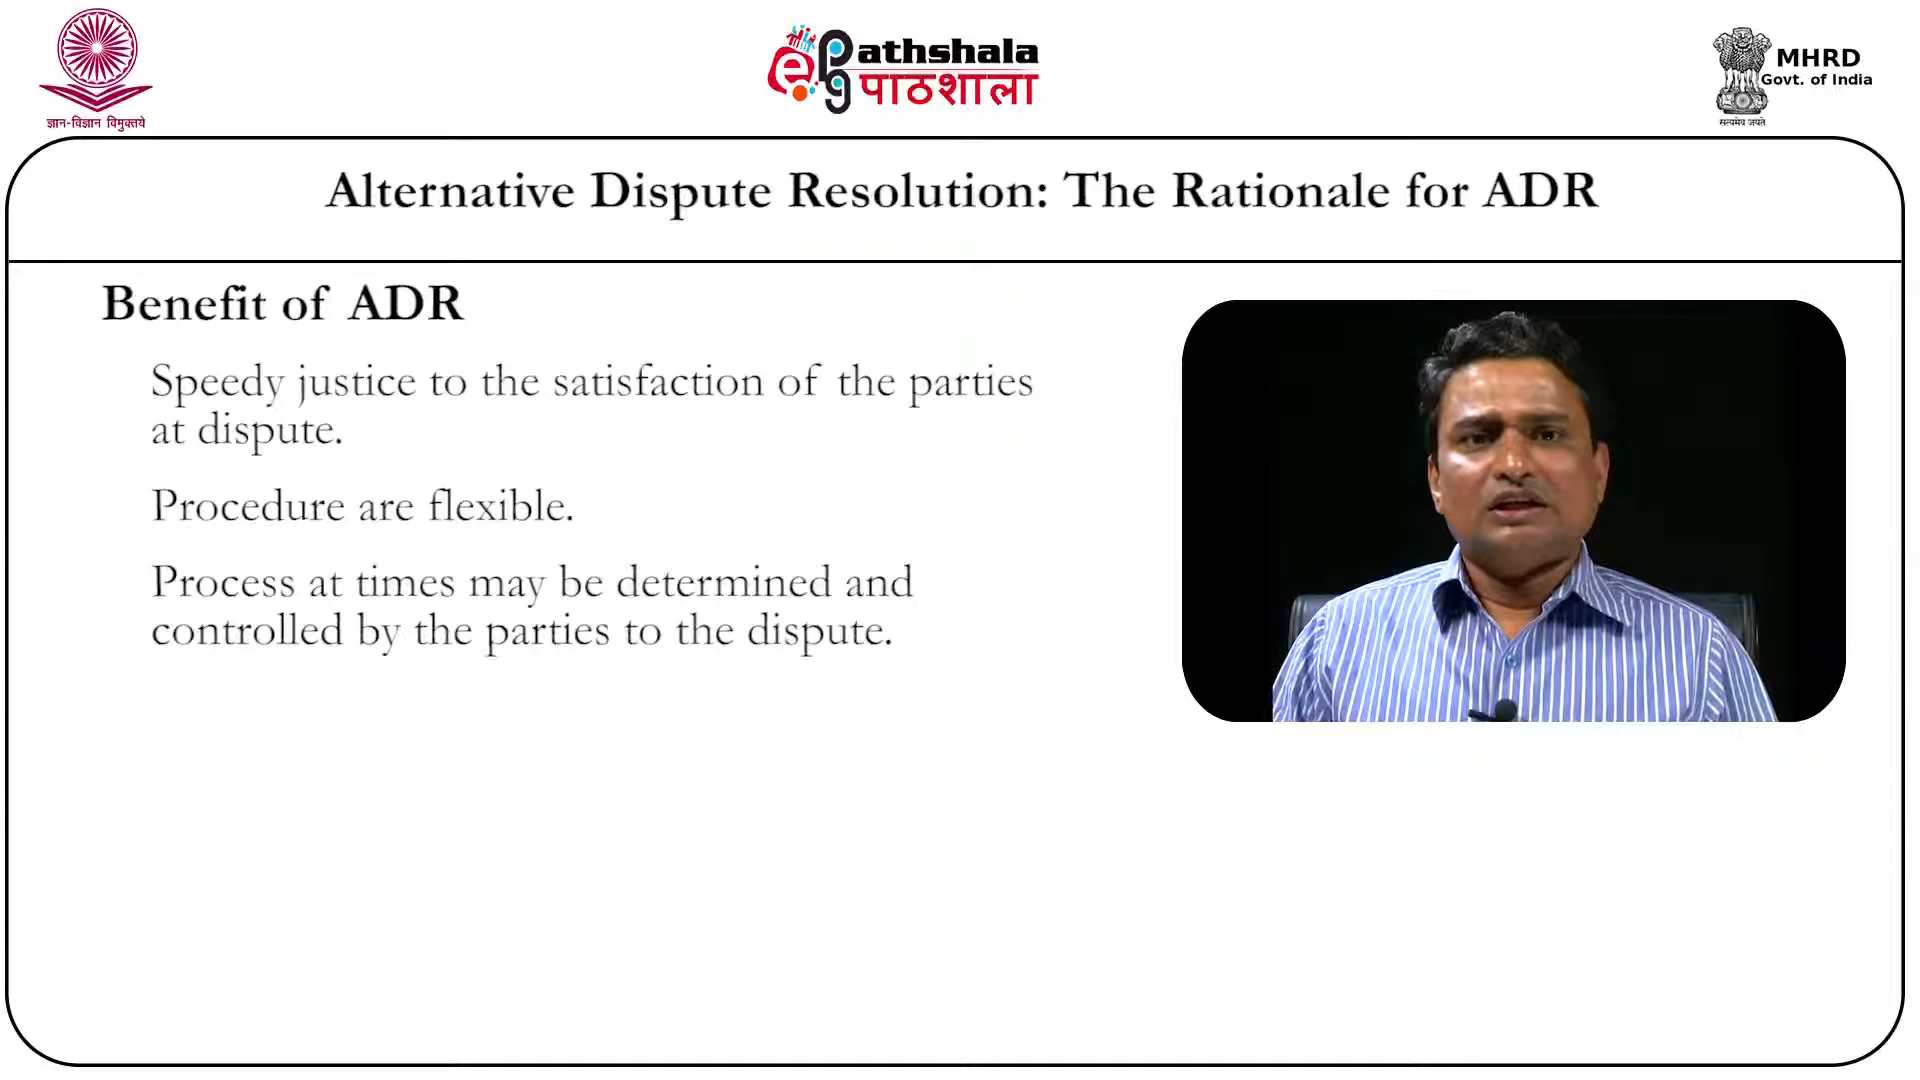 ज्ञान-विज्ञान विमुक्तये
e pg athshala
पाठशाला
MHRD
Govt. of India
सत्यमेव जयते
Alternative Dispute Resolution: The Rationale for ADR
Benefit of ADR
Speedy justice to the satisfaction of the parties
at dispute.
Procedure are flexible.
Process at times may be determined and
controlled by the parties to the dispute.